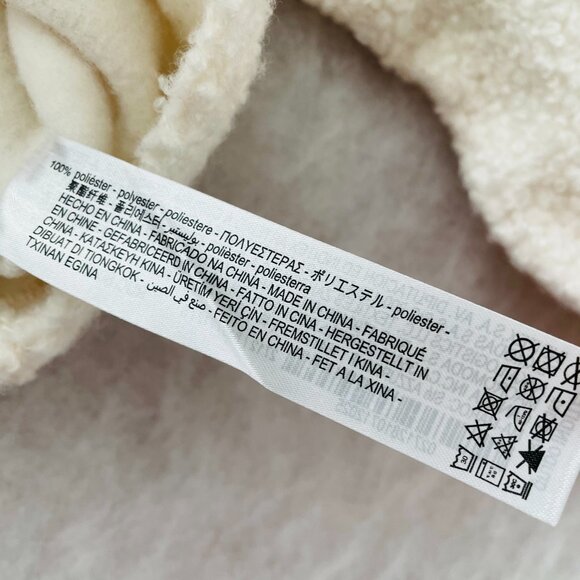 100% poliéster - polyester - poliestere - ΠΟΛΥΕΣΤΕΡΑΣ - ポリエステル - poliester -
聚酯纤维 - 폴리에스터 - بوليستير - polièster - poliesterra
HECHO EN CHINA - FABRICADO NA CHINA - MADE IN CHINA - FABRIQUÉ
EN CHINE - GEFABRICEERD IN CHINA - FATTO IN CINA - HERGESTELLT IN
CHINA - ΚΑΤΑΣΚΕΥΗ ΚΙΝΑ - ÜRETİM YERİ ÇİN - FREMSTILLET I KINA -
DIBUAT DI TIONGKOK - صنع في الصين - FEITO EN CHINA - FET A LA XINA -
TXINAN EGINA